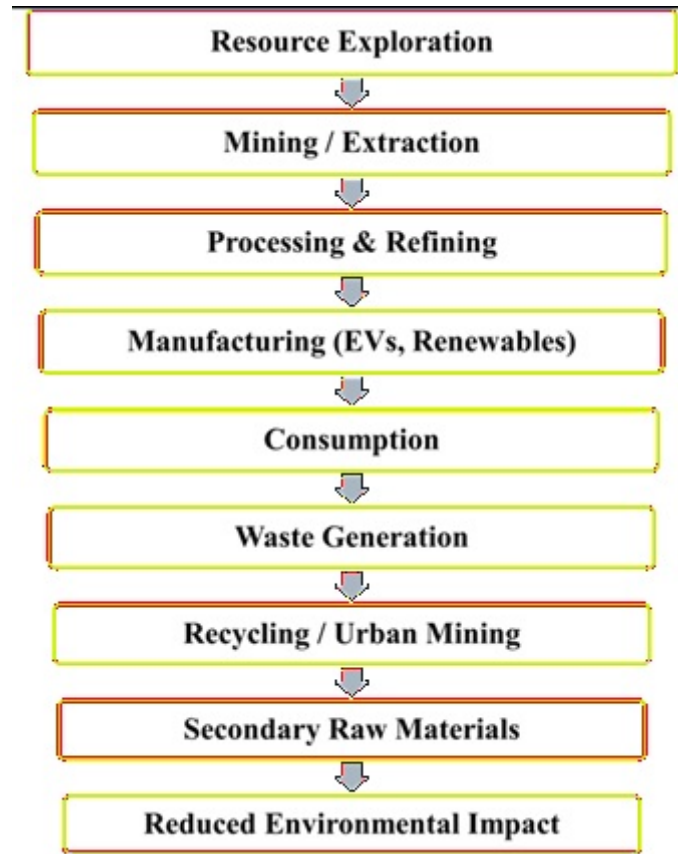 Resource Exploration
Mining / Extraction
Processing & Refining
Manufacturing (EVs, Renewables)
Consumption
Waste Generation
Recycling / Urban Mining
Secondary Raw Materials
Reduced Environmental Impact